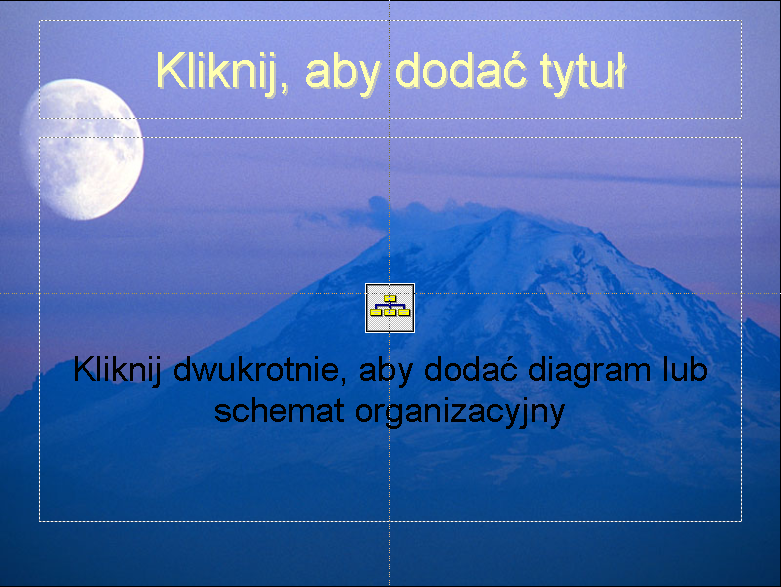 Kliknij, aby dodać tytuł
Kliknij dwukrotnie, aby dodać diagram lub
schemat organizacyjny